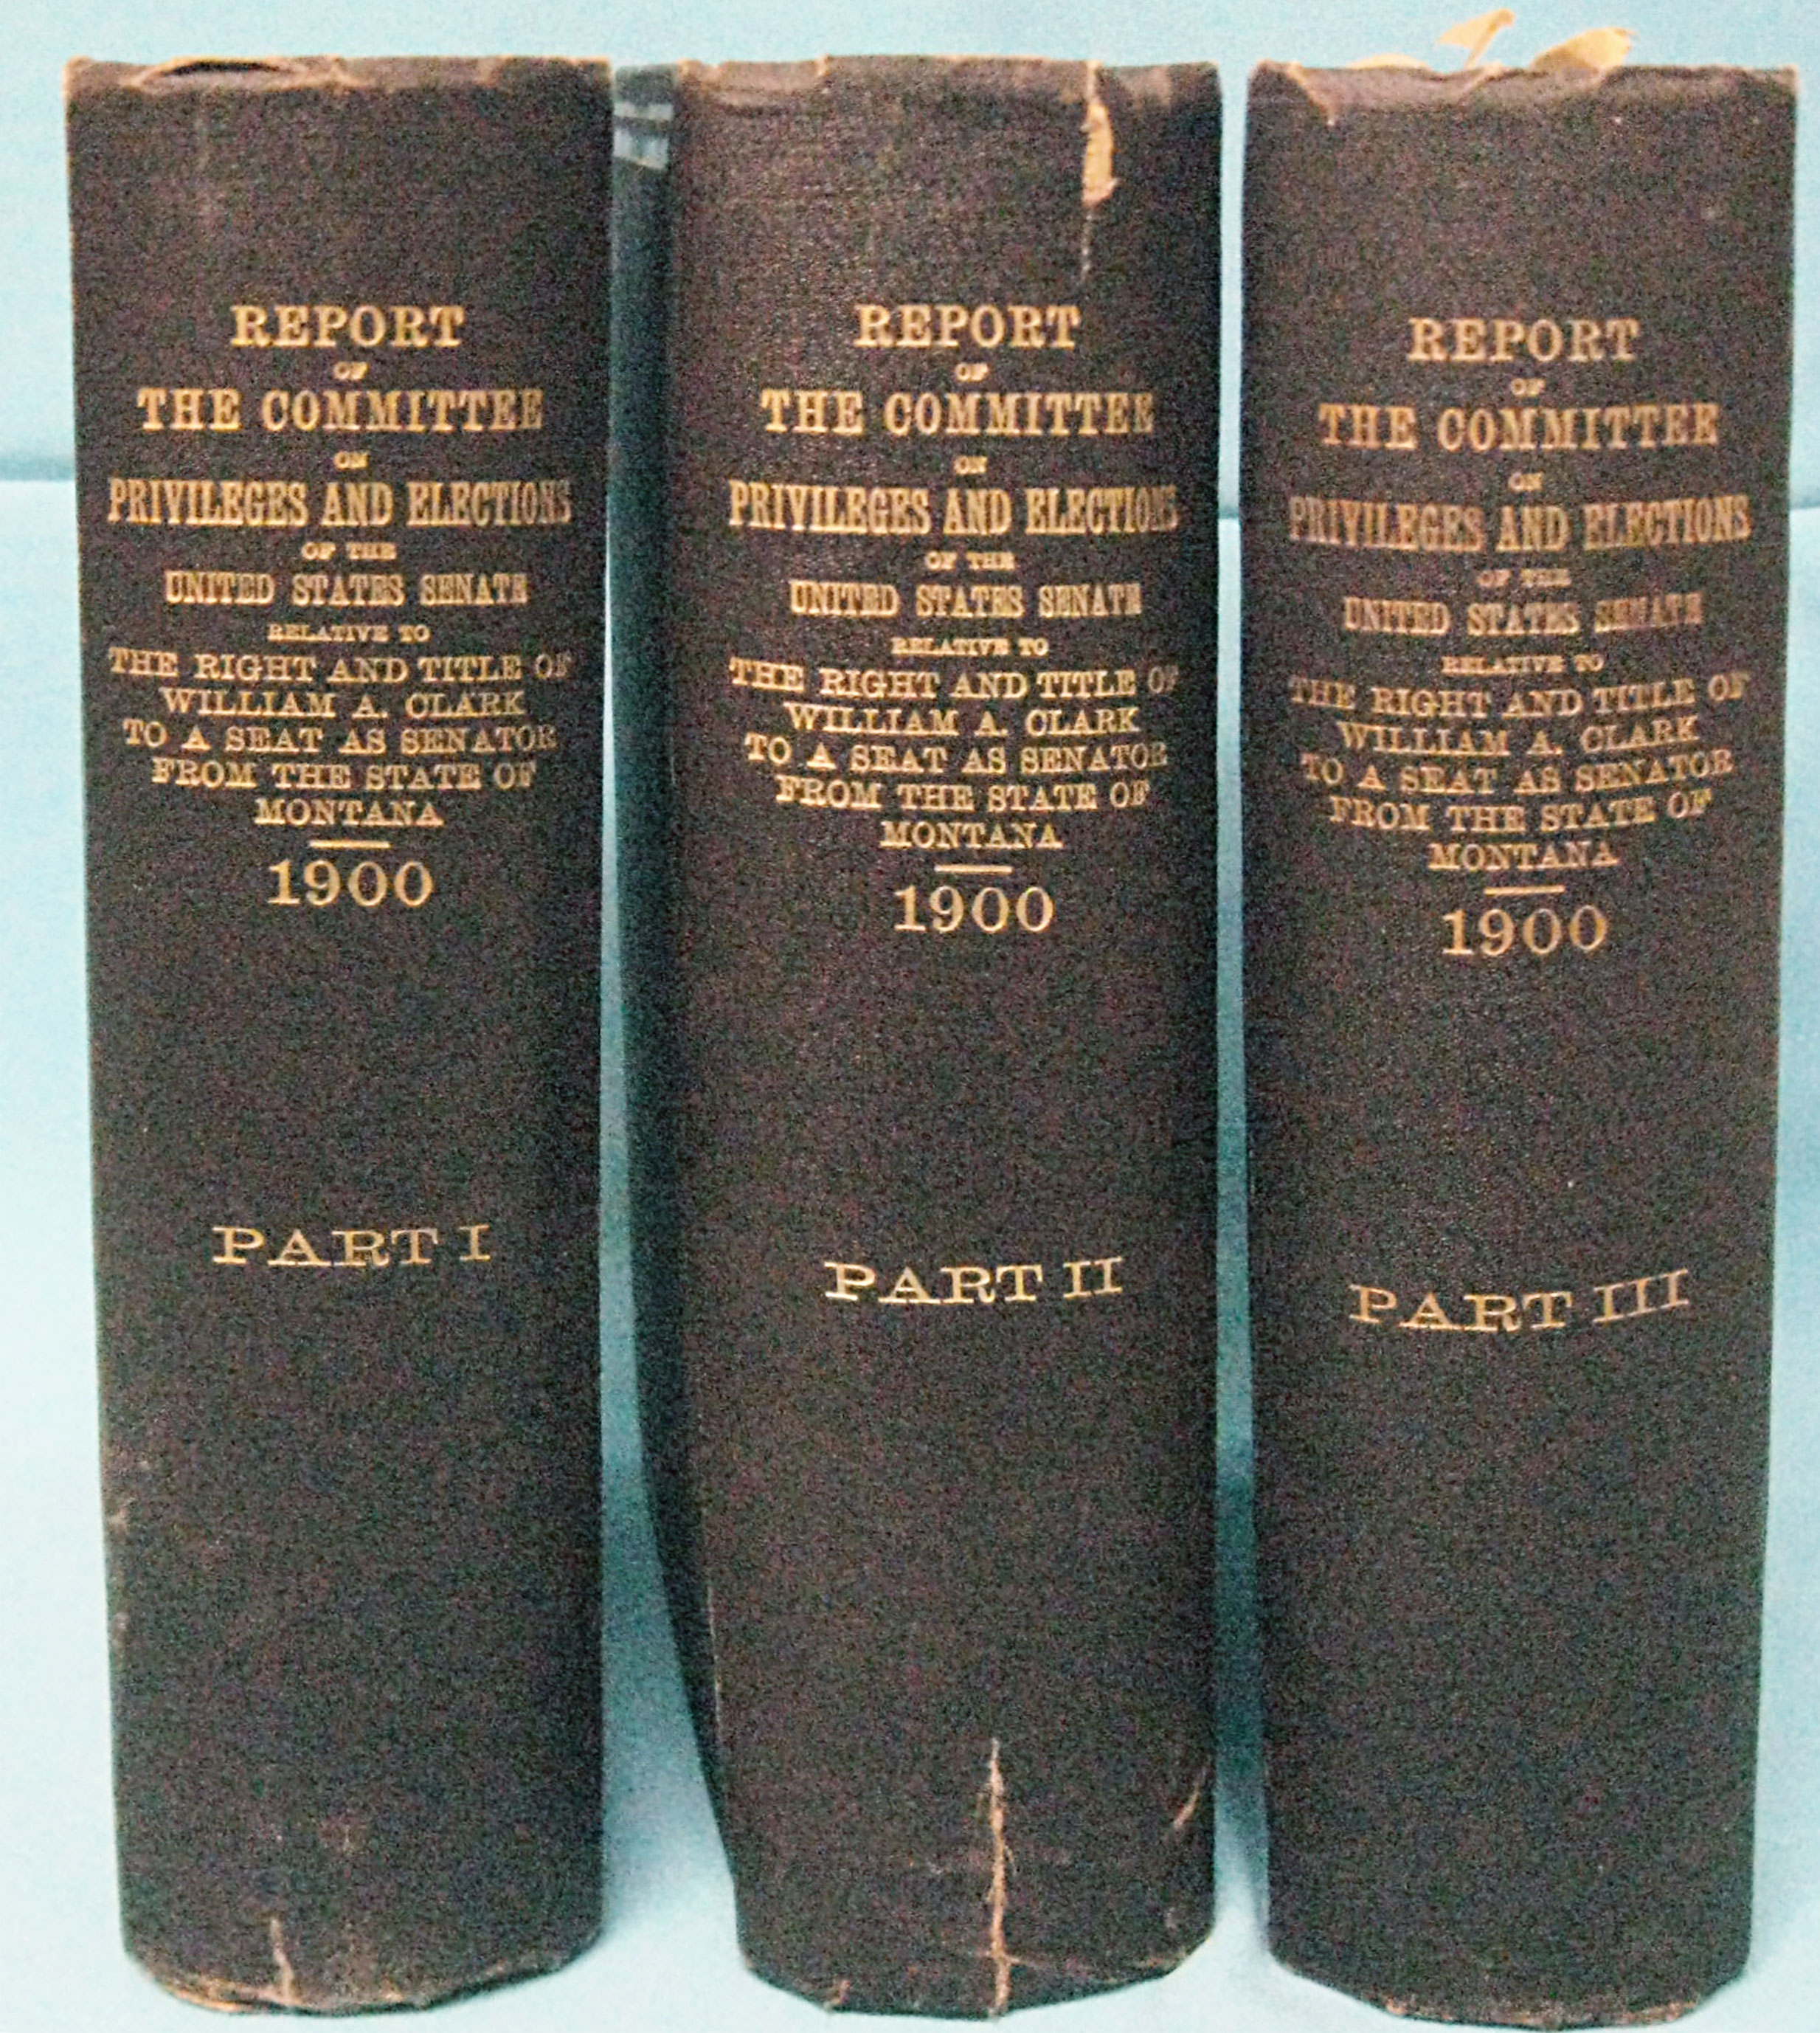 REPORT
OF
THE COMMITTEE
ON
PRIVILEGES AND ELECTIONS
OF THE
UNITED STATES SENATE
RELATIVE TO
THE RIGHT AND TITLE OF
WILLIAM A. CLARK
TO A SEAT AS SENATOR
FROM THE STATE OF
MONTANA
1900
PART I
REPORT
OF
THE COMMITTEE
ON
PRIVILEGES AND ELECTIONS
OF THE
UNITED STATES SENATE
RELATIVE TO
THE RIGHT AND TITLE OF
WILLIAM A. CLARK
TO A SEAT AS SENATOR
FROM THE STATE OF
MONTANA
1900
PART II
REPORT
OF
THE COMMITTEE
ON
PRIVILEGES AND ELECTIONS
OF THE
UNITED STATES SENATE
RELATIVE TO
THE RIGHT AND TITLE OF
WILLIAM A. CLARK
TO A SEAT AS SENATOR
FROM THE STATE OF
MONTANA
1900
PART III